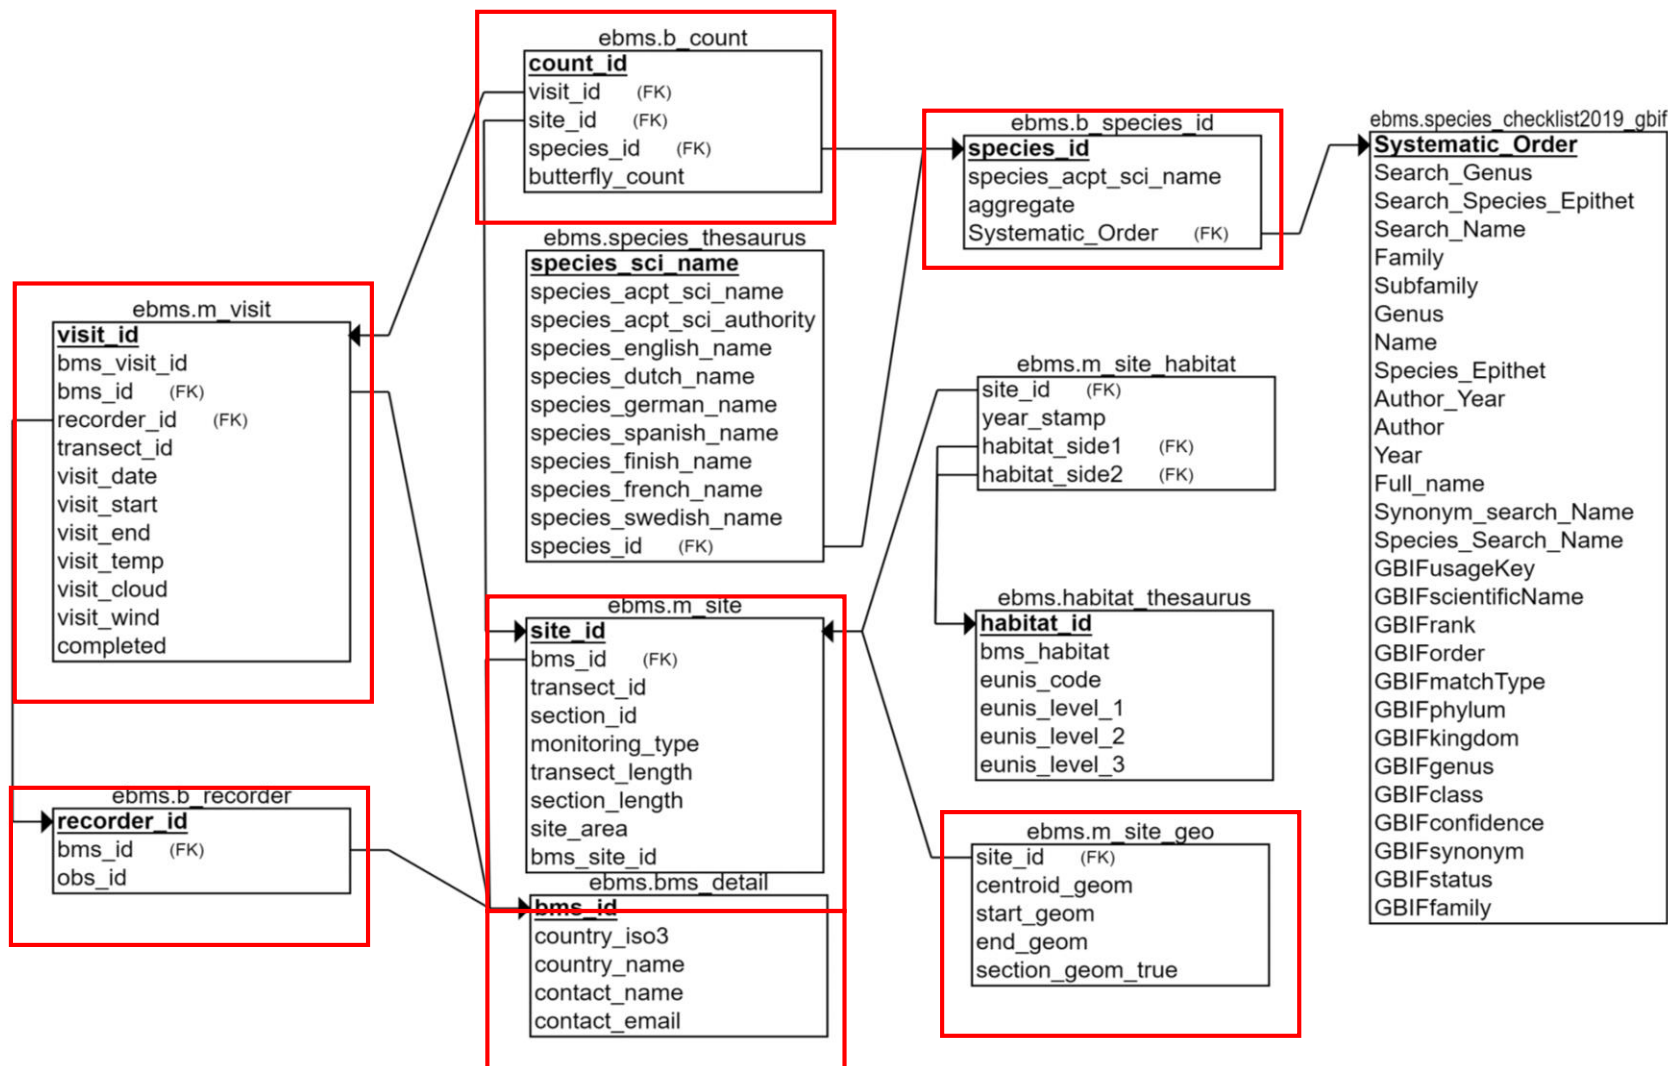 ebms.b_count
count_id
visit_id (FK)
site_id (FK)
species_id (FK)
butterfly_count
ebms.b_species_id
species_id
species_acpt_sci_name
aggregate
Systematic_Order (FK)
ebms.species_checklist2019_gbif
Systematic_Order
Search_Genus
Search_Species_Epithet
Search_Name
Family
Subfamily
Genus
Name
Species_Epithet
Author_Year
Author
Year
Full_name
Synonym_search_Name
Species_Search_Name
GBIFusageKey
GBIFscientificName
GBIFrank
GBIForder
GBIFmatchType
GBIFphylum
GBIFkingdom
GBIFgenus
GBIFclass
GBIFconfidence
GBIFsynonym
GBIFstatus
GBIFfamily
ebms.species_thesaurus
species_sci_name
species_acpt_sci_name
species_acpt_sci_authority
species_english_name
species_dutch_name
species_german_name
species_spanish_name
species_finish_name
species_french_name
species_swedish_name
species_id (FK)
ebms.m_visit
visit_id
bms_visit_id
bms_id (FK)
recorder_id (FK)
transect_id
visit_date
visit_start
visit_end
visit_temp
visit_cloud
visit_wind
completed
ebms.m_site_habitat
site_id (FK)
year_stamp
habitat_side1 (FK)
habitat_side2 (FK)
ebms.m_site
site_id
bms_id (FK)
transect_id
section_id
monitoring_type
transect_length
section_length
site_area
bms_site_id
ebms.habitat_thesaurus
habitat_id
bms_habitat
eunis_code
eunis_level_1
eunis_level_2
eunis_level_3
ebms.b_recorder
recorder_id
bms_id (FK)
obs_id
ebms.bms_detail
bms_id
country_iso3
country_name
contact_name
contact_email
ebms.m_site_geo
site_id (FK)
centroid_geom
start_geom
end_geom
section_geom_true